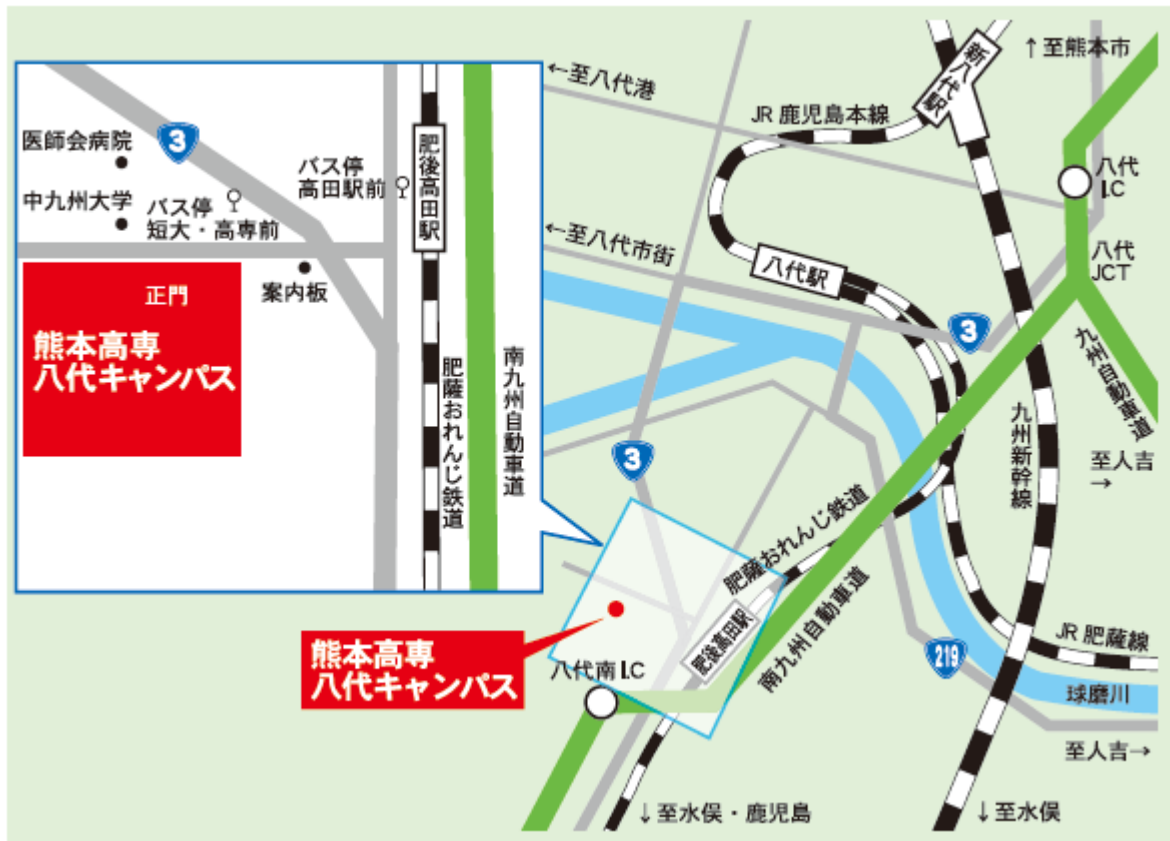 医師会病院
中九州大学
3
バス停
短大・高専前
バス停
高田駅前
肥後高田駅
案内板
正門
熊本高専
八代キャンパス
肥薩おれんじ鉄道
南九州自動車道
←至八代港
JR 鹿児島本線
新八代駅
↑至熊本市
八代
I.C
八代
JCT
←至八代市街
八代駅
3
九州自動車道
九州新幹線
至人吉
→
3
肥薩おれんじ鉄道
肥後高田駅
南九州自動車道
熊本高専
八代キャンパス
八代南 I.C
219
JR 肥薩線
球磨川
至人吉→
↓至水俣・鹿児島
↓至水俣